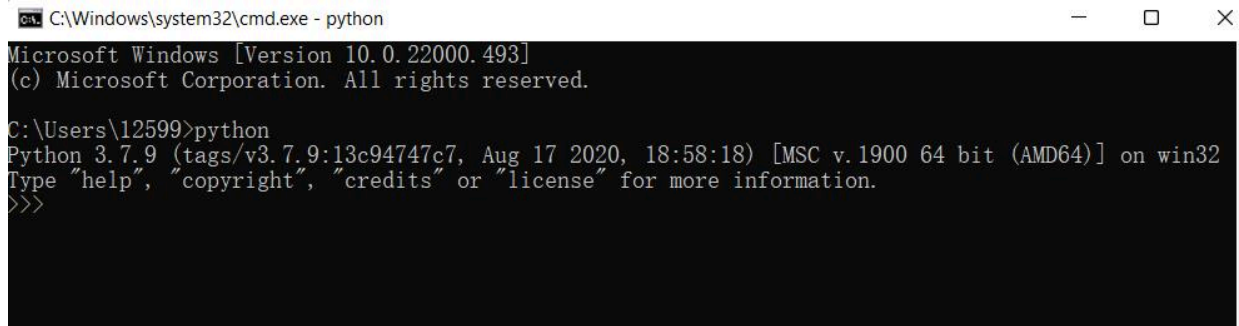 C:\Windows\system32\cmd.exe - python
Microsoft Windows [Version 10.0.22000.493]
(c) Microsoft Corporation. All rights reserved.
C:\Users\12599>python
Python 3.7.9 (tags/v3.7.9:13c94747c7, Aug 17 2020, 18:58:18) [MSC v.1900 64 bit (AMD64)] on win32
Type "help", "copyright", "credits" or "license" for more information.
>>>